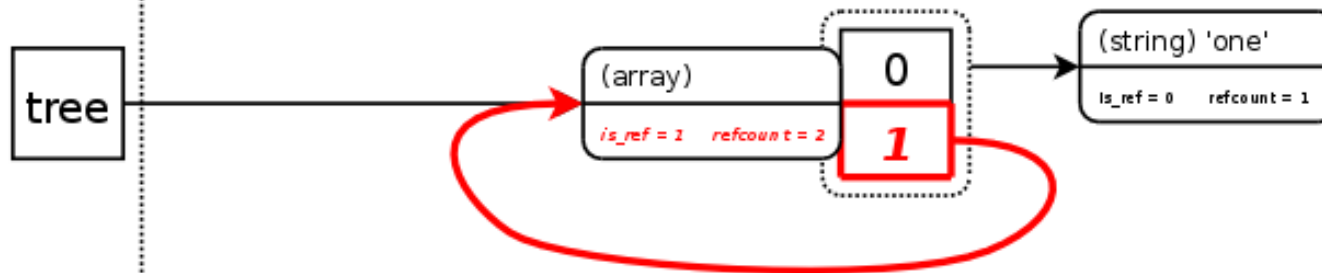 tree
(array)
is_ref = 1 refcount = 2
0
1
(string) 'one'
is_ref = 0 refcount = 1